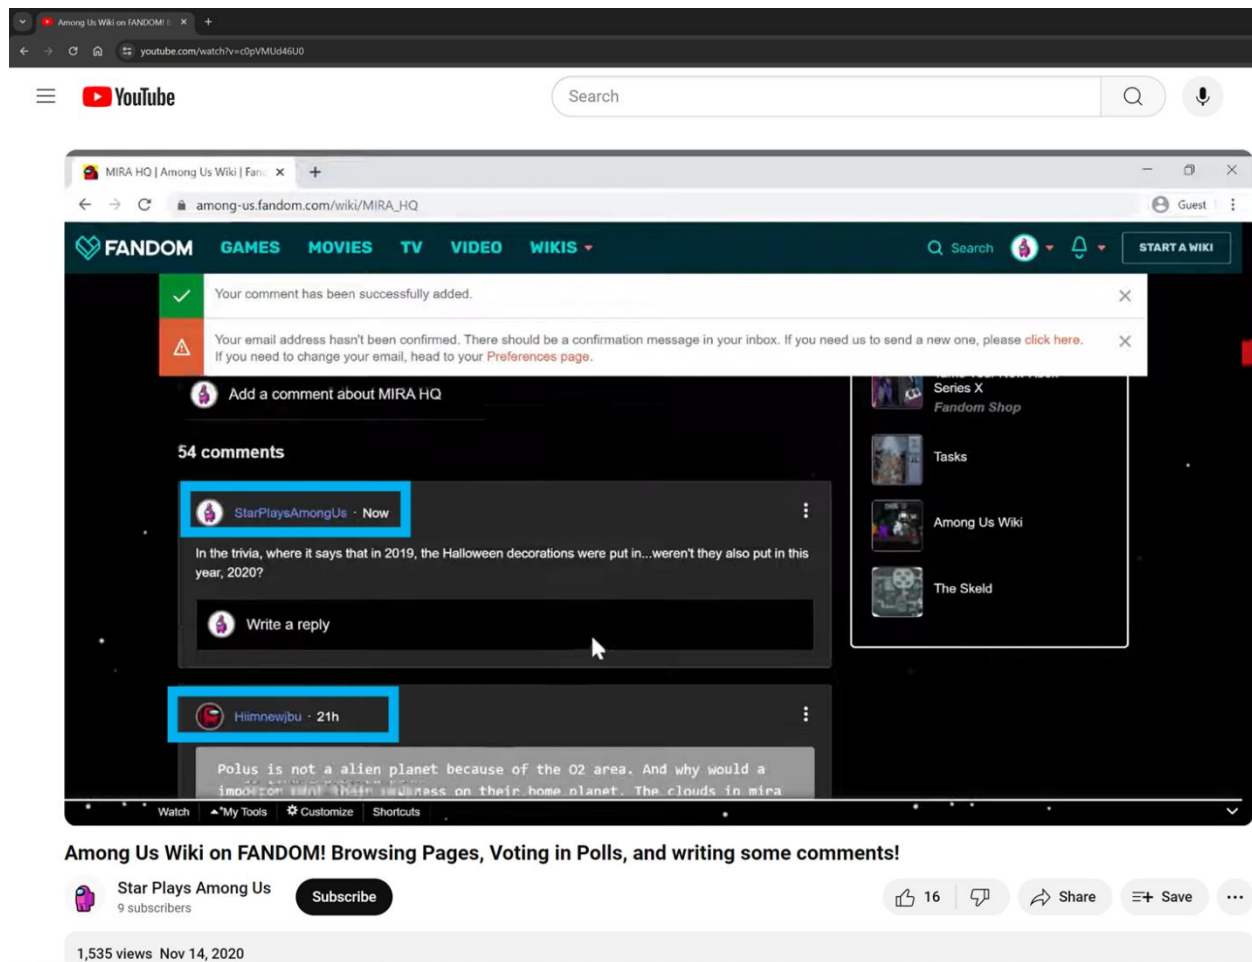 Among Us Wiki on FANDOM!
youtube.com/watch?v=c0pVMUd46U0
YouTube
Search
MIRA HQ | Among Us Wiki | Fan
among-us.fandom.com/wiki/MIRA_HQ
Guest
FANDOM GAMES MOVIES TV VIDEO WIKIS Search START A WIKI
Your comment has been successfully added.
Your email address hasn't been confirmed. There should be a confirmation message in your inbox. If you need us to send a new one, please click here.
If you need to change your email, head to your Preferences page.
Add a comment about MIRA HQ
54 comments
StarPlaysAmongUs · Now
In the trivia, where it says that in 2019, the Halloween decorations were put in...weren't they also put in this
year, 2020?
Write a reply
Hiimnewjbu · 21h
Polus is not a alien planet because of the O2 area. And why would a
on their home planet. The clouds in mira
Series X
Fandom Shop
Tasks
Among Us Wiki
The Skeld
Watch My Tools Customize Shortcuts
Among Us Wiki on FANDOM! Browsing Pages, Voting in Polls, and writing some comments!
Star Plays Among Us
9 subscribers
Subscribe
16
Share
Save
1,535 views Nov 14, 2020